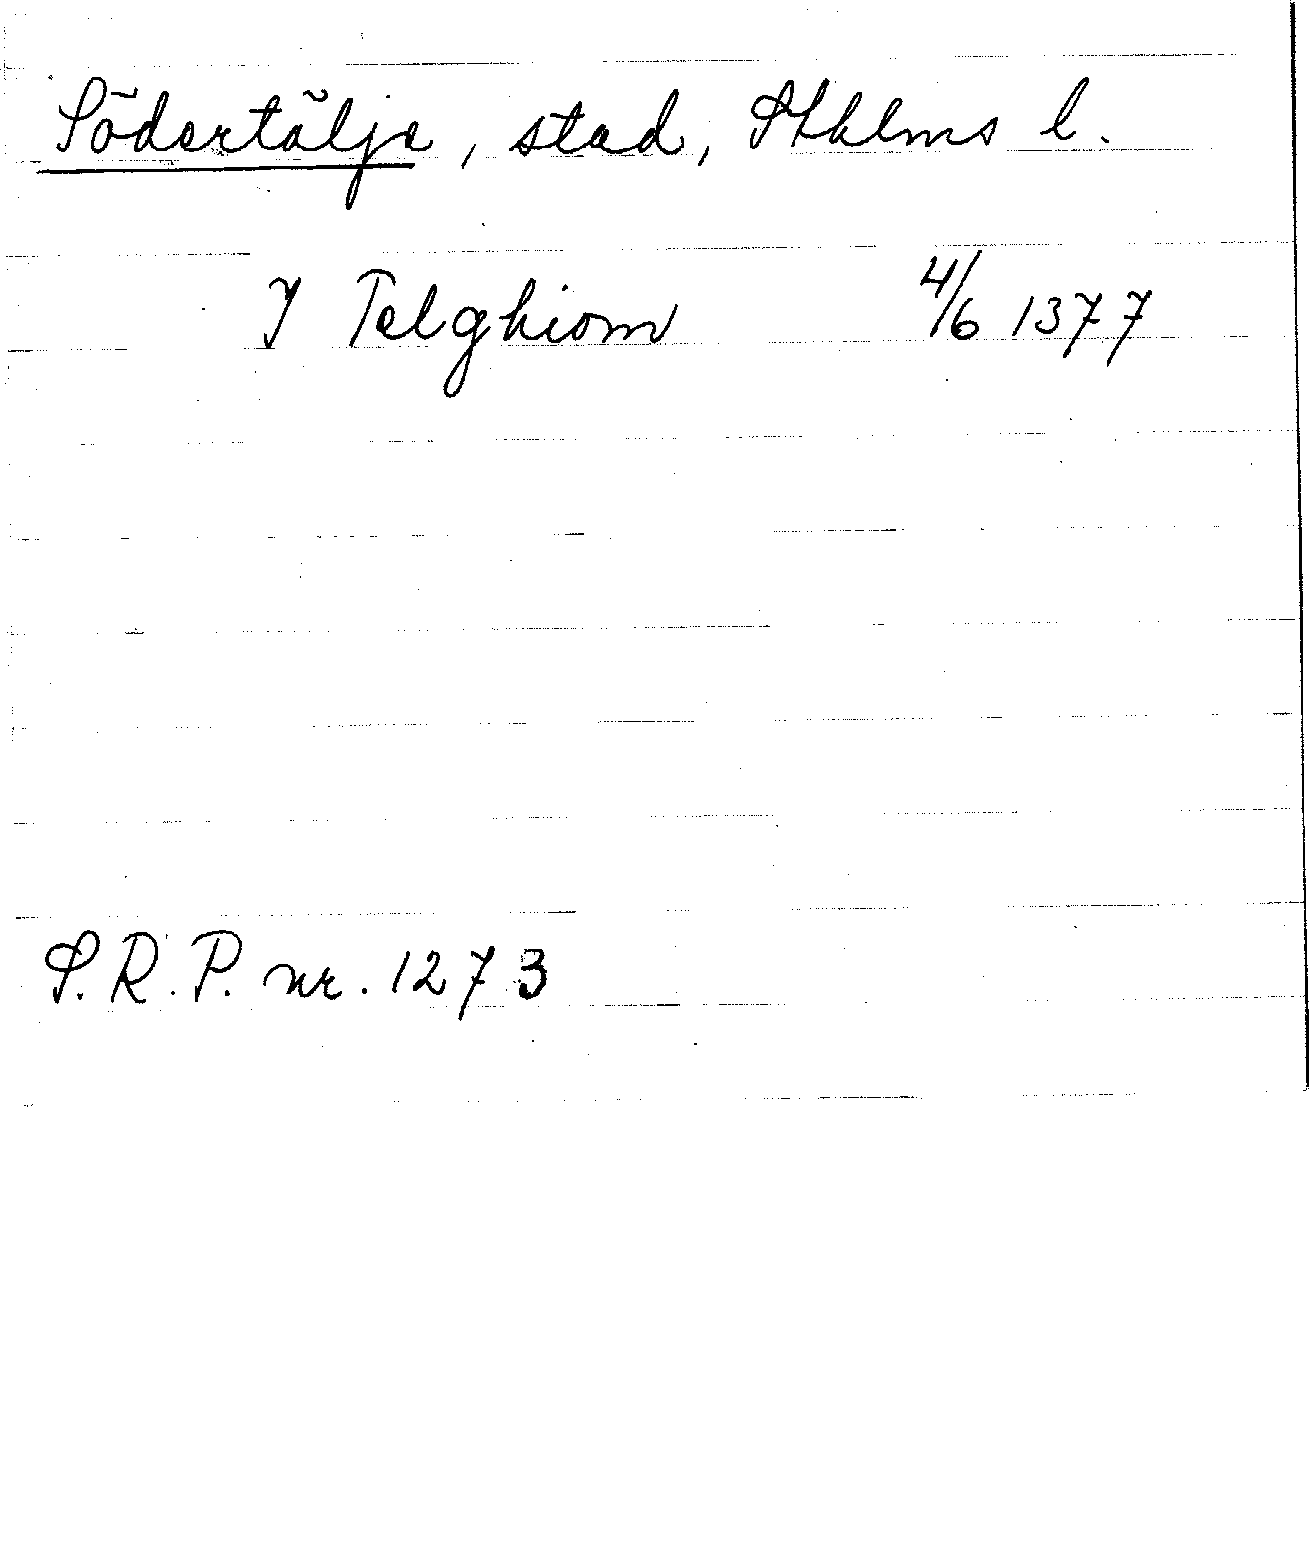 Södertälje, stad, Sthlms l.
J Telghiom 4/6 1377
S.R.P. nr. 1273